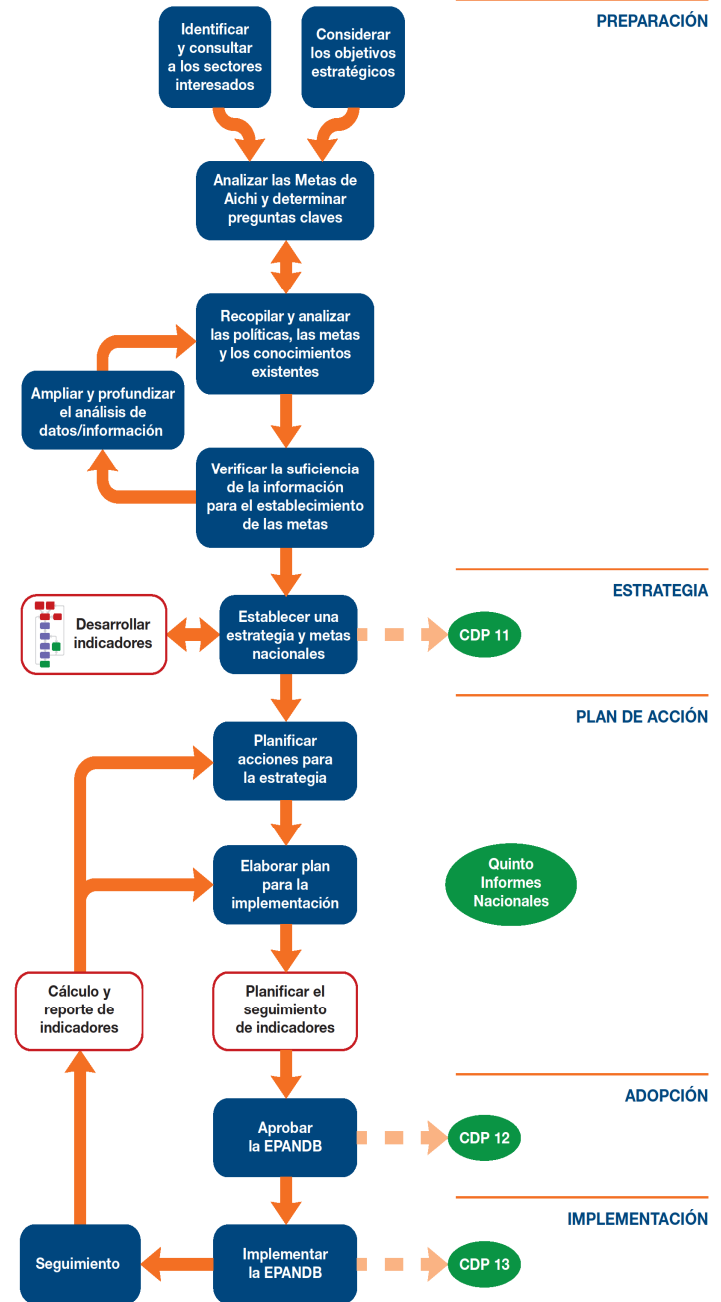 PREPARACIÓN
Identificar
y consultar
a los sectores
interesados
Considerar
los objetivos
estratégicos
Analizar las Metas de
Aichi y determinar
preguntas claves
Recopilar y analizar
las políticas, las metas
y los conocimientos
existentes
Ampliar y profundizar
el análisis de
datos/información
Verificar la suficiencia
de la información
para el establecimiento
de las metas
ESTRATEGIA
Desarrollar
indicadores
Establecer una
estrategia y metas
nacionales
CDP 11
PLAN DE ACCIÓN
Planificar
acciones para
la estrategia
Elaborar plan
para la
implementación
Quinto
Informes
Nacionales
Cálculo y
reporte de
indicadores
Planificar el
seguimiento
de indicadores
ADOPCIÓN
Aprobar
la EPANDB
CDP 12
IMPLEMENTACIÓN
Seguimiento
Implementar
la EPANDB
CDP 13